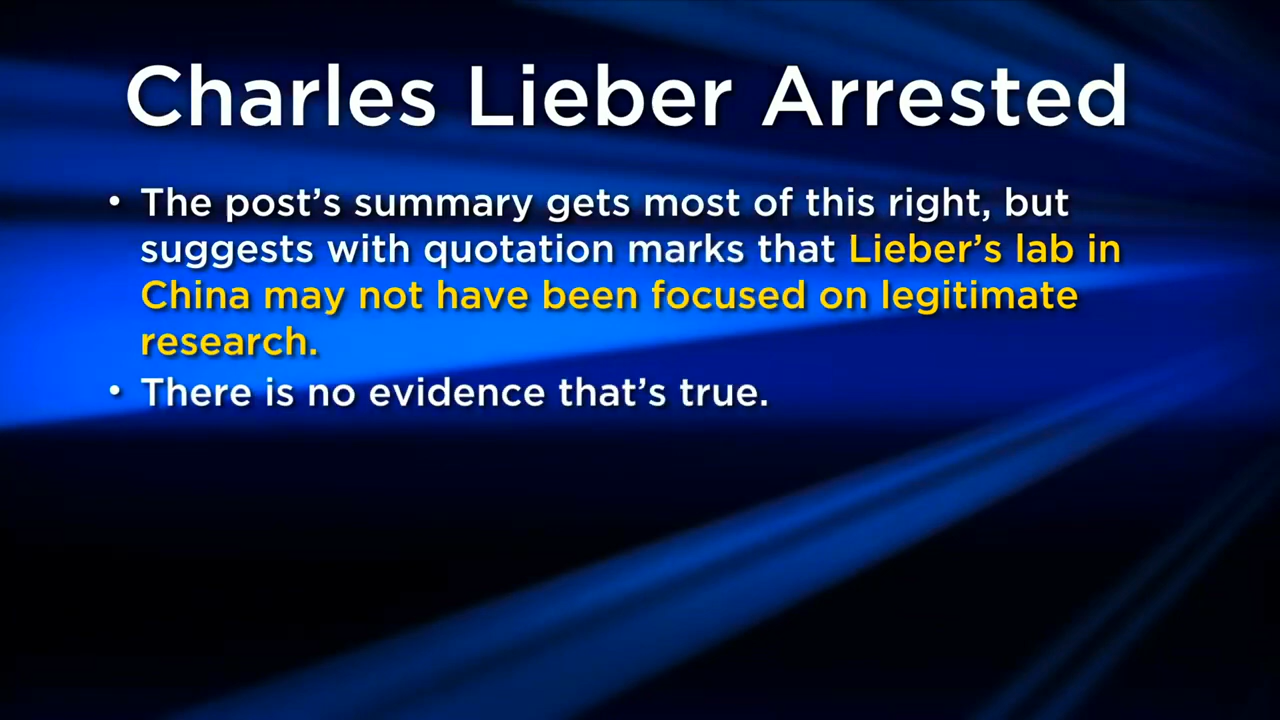 Charles Lieber Arrested
• The post’s summary gets most of this right, but
suggests with quotation marks that Lieber’s lab in
China may not have been focused on legitimate
research.
• There is no evidence that’s true.